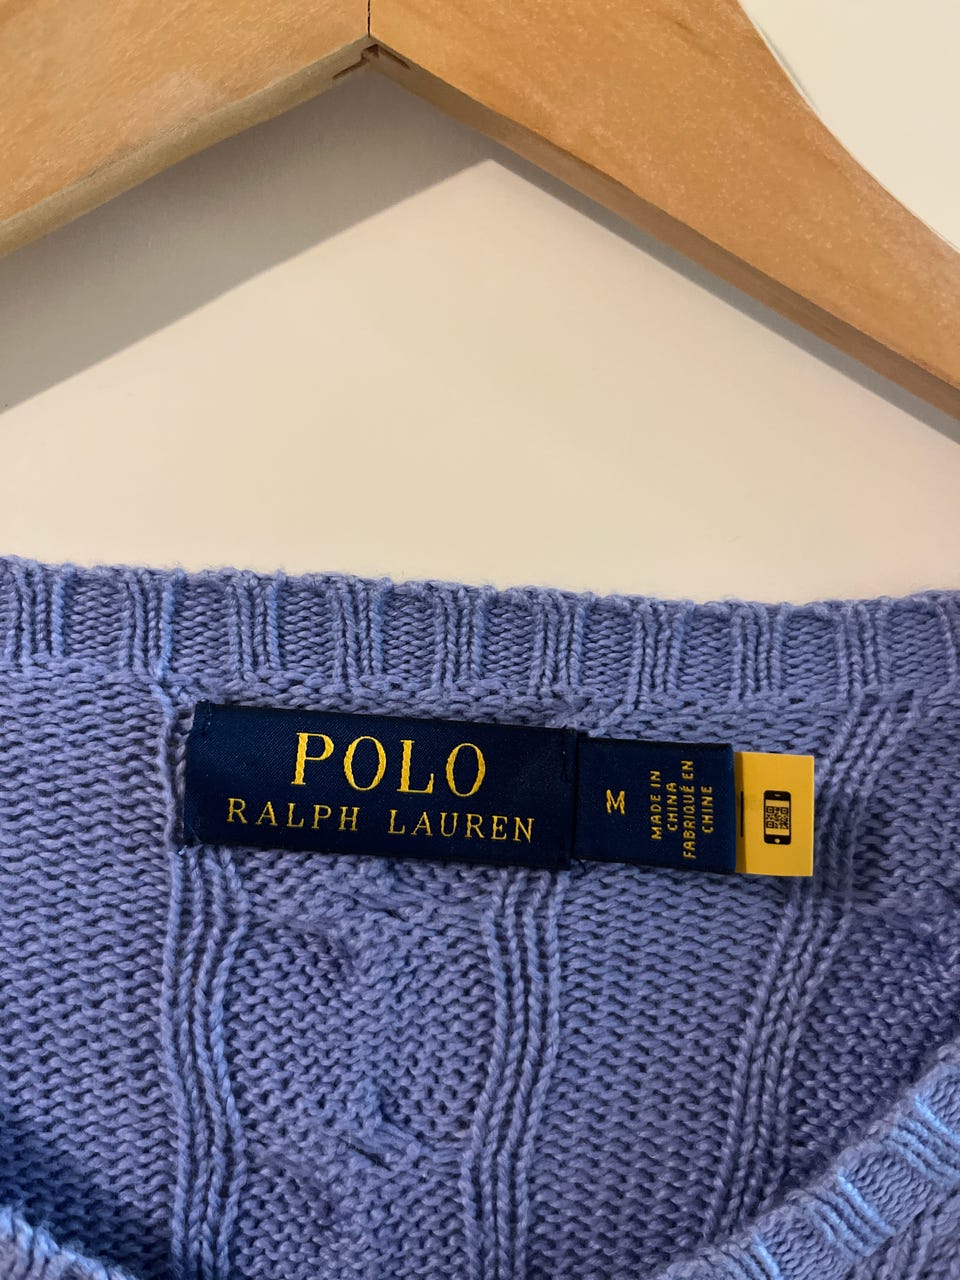 POLO
RALPH LAUREN
M
MADE IN
CHINA
FABRIQUÉ EN
CHINE